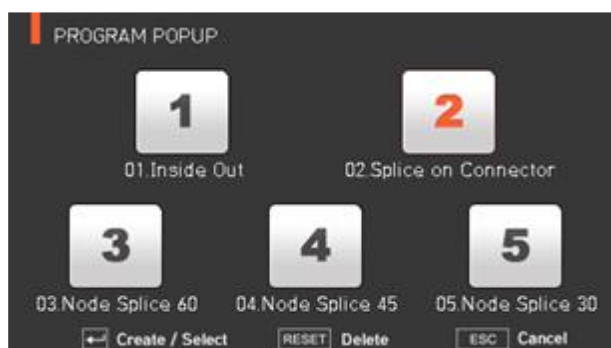 PROGRAM POPUP
1 2
01.Inside Out 02.Splice on Connector
3 4 5
03.Node Splice 60 04.Node Splice 45 05.Node Splice 30
↵ Create / Select RESET Delete ESC Cancel